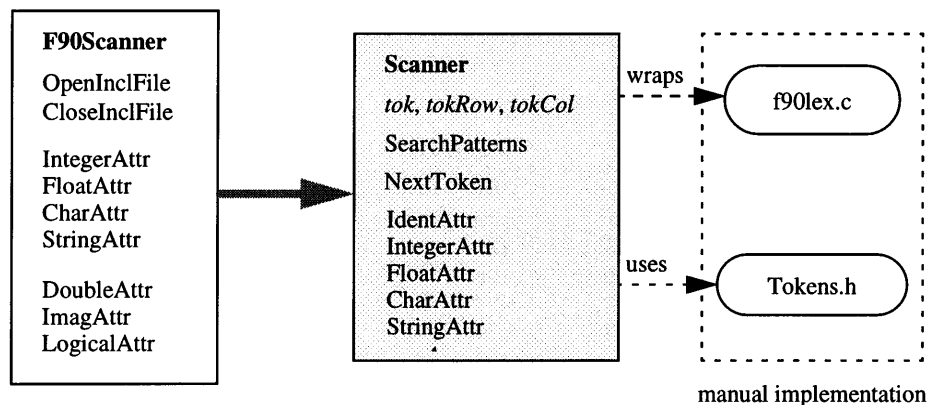 F90Scanner
OpenInclFile
CloseInclFile
IntegerAttr
FloatAttr
CharAttr
StringAttr
DoubleAttr
ImagAttr
LogicalAttr
Scanner
tok, tokRow, tokCol
SearchPatterns
NextToken
IdentAttr
IntegerAttr
FloatAttr
CharAttr
StringAttr
wraps
f90lex.c
uses
Tokens.h
manual implementation